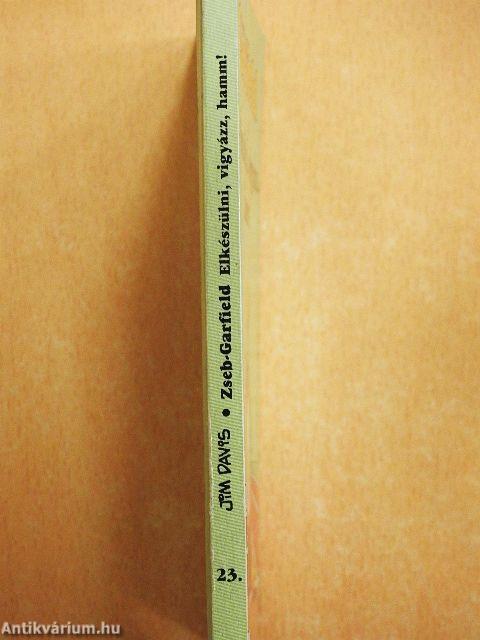 23.
JIM DAVIS • Zseb-Garfield Elkészülni, vigyázz, hamm!
Antikvárium.hu